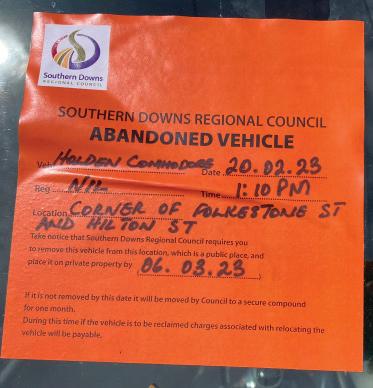 Southern Downs
REGIONAL COUNCIL
SOUTHERN DOWNS REGIONAL COUNCIL
ABANDONED VEHICLE
Veh HOLDEN COMMODORE Date 20.02.23
Reg NIL Time 1:10 PM
Location CORNER OF FOLKESTONE ST
AND HILTON ST
Take notice that Southern Downs Regional Council requires you
to remove this vehicle from this location, which is a public place, and
place it on private property by 06.03.23
If it is not removed by this date it will be moved by Council to a secure compound
for one month.
During this time if the vehicle is to be reclaimed charges associated with relocating the
vehicle will be payable.